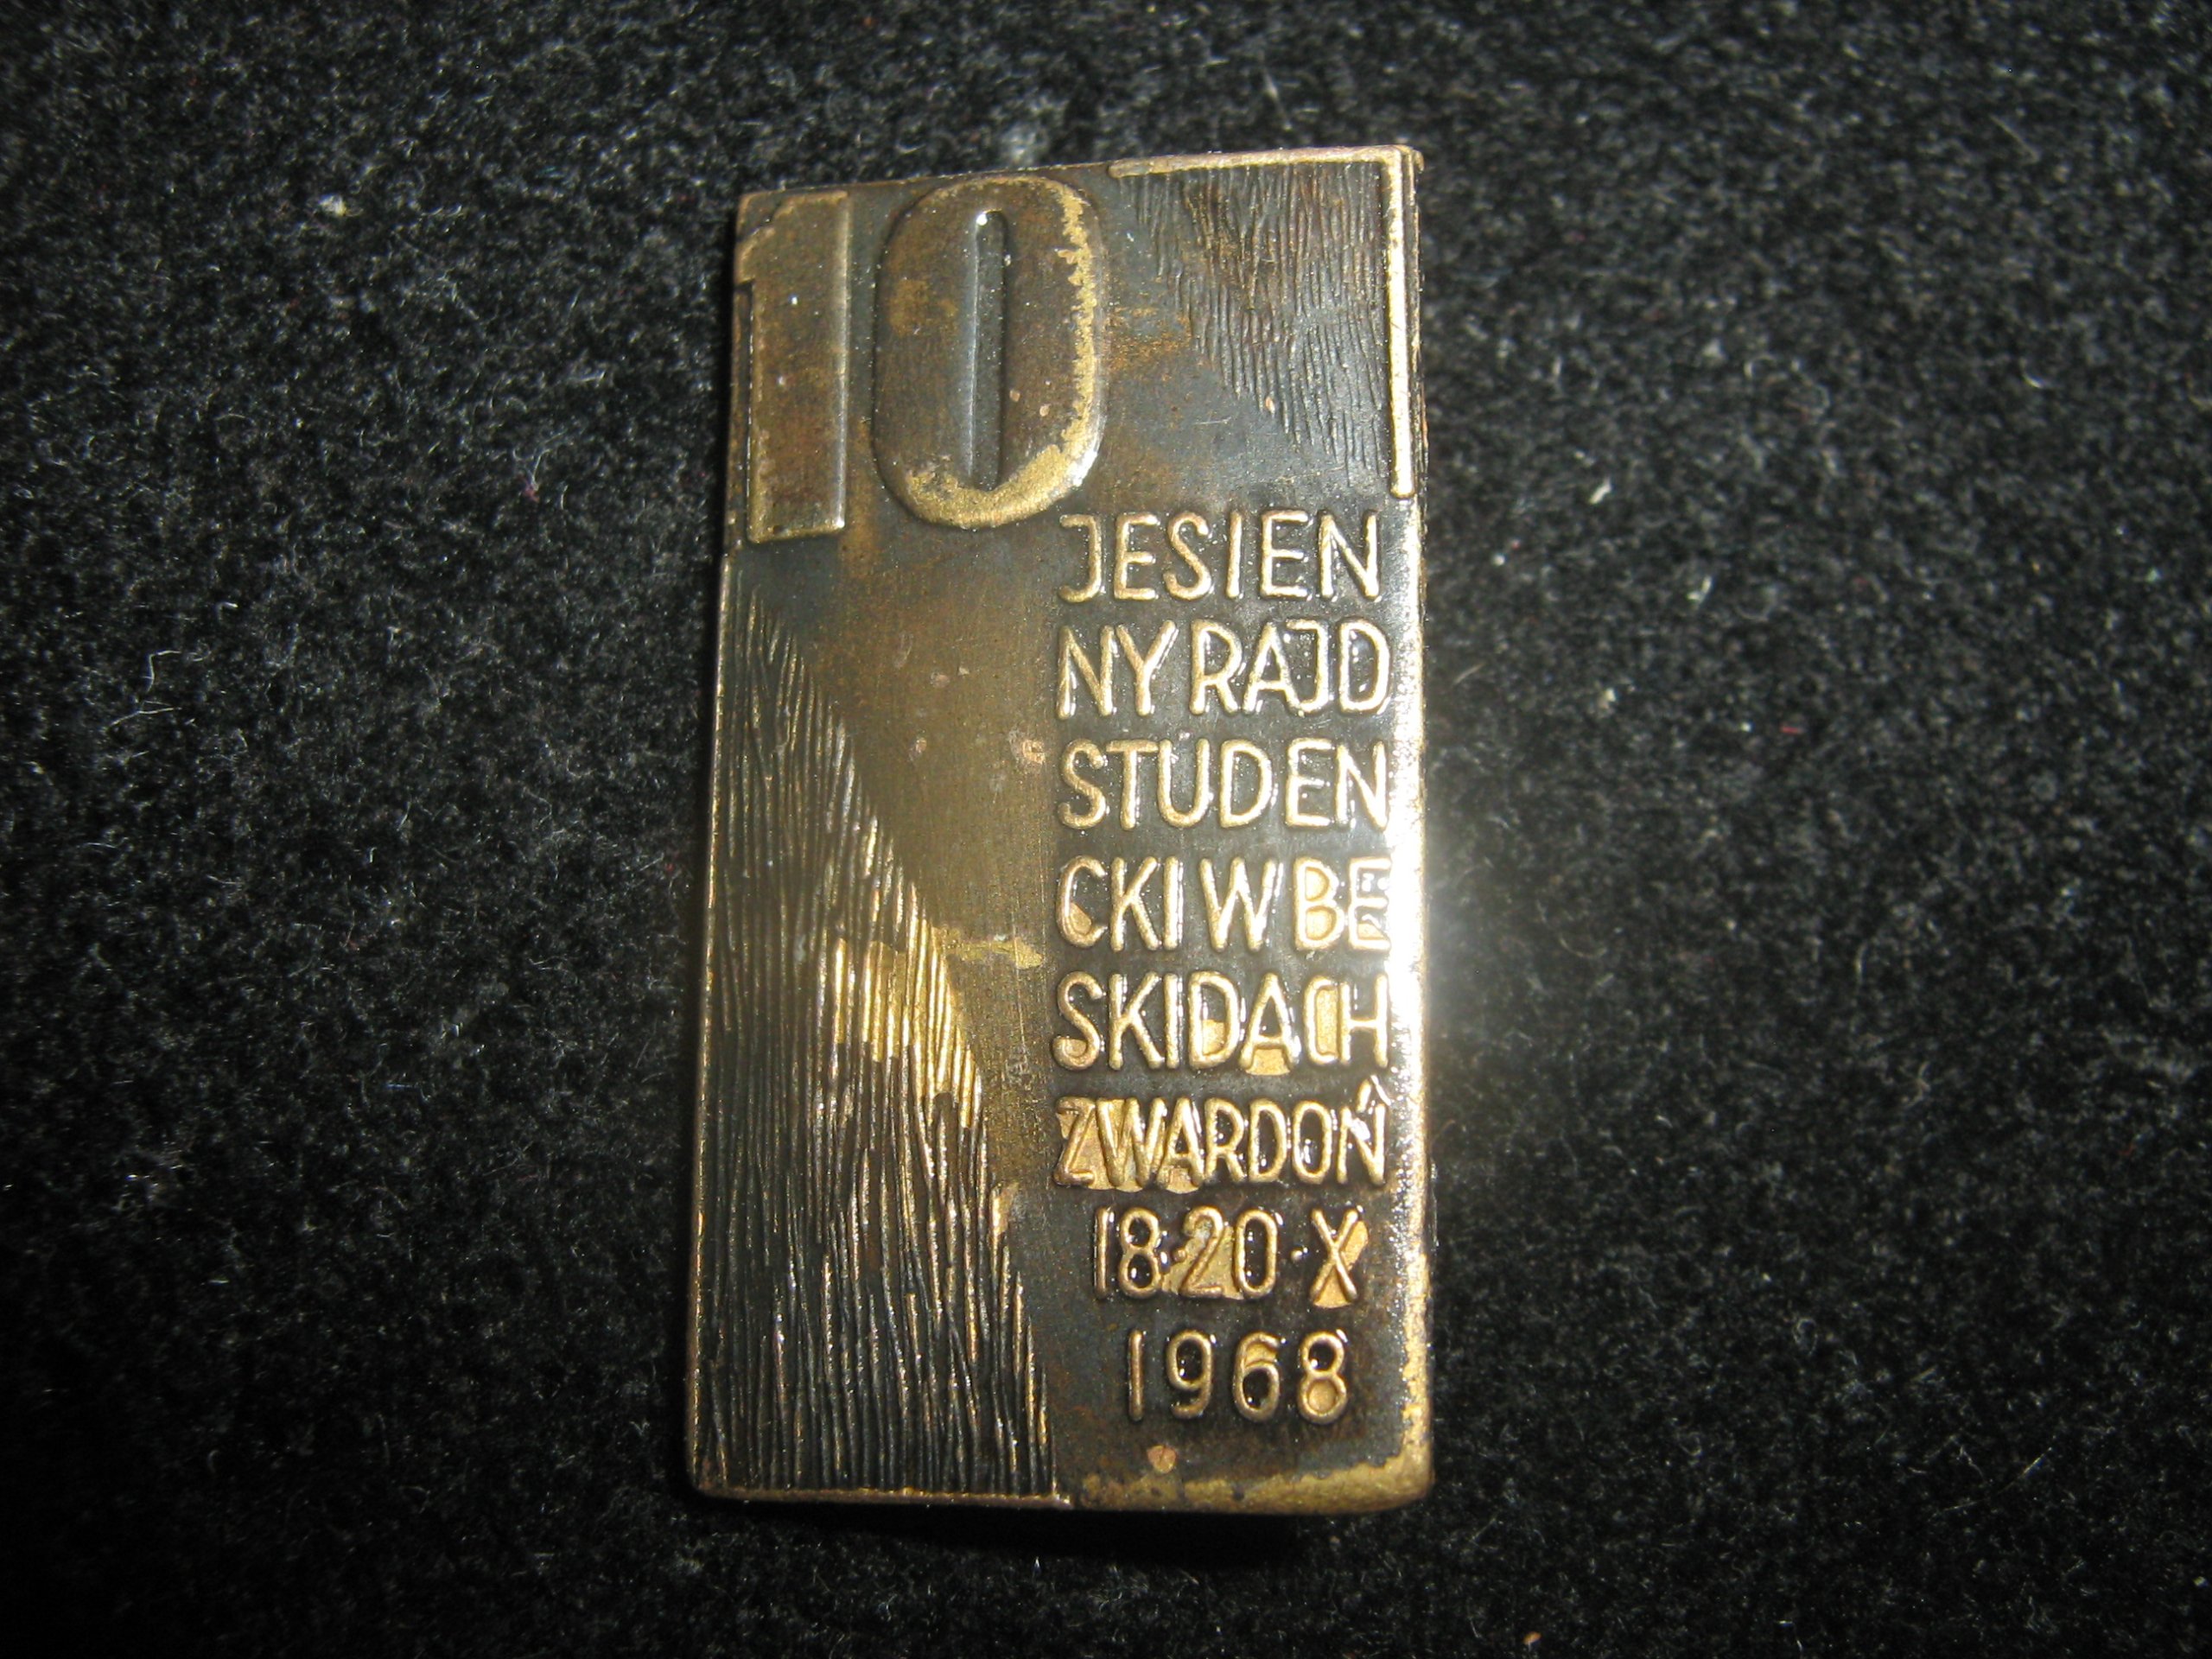 10
JESIEN
NY RAJD
STUDEN
CKI W BE
SKIDACH
ZWARDOŃ
18-20·X
1968